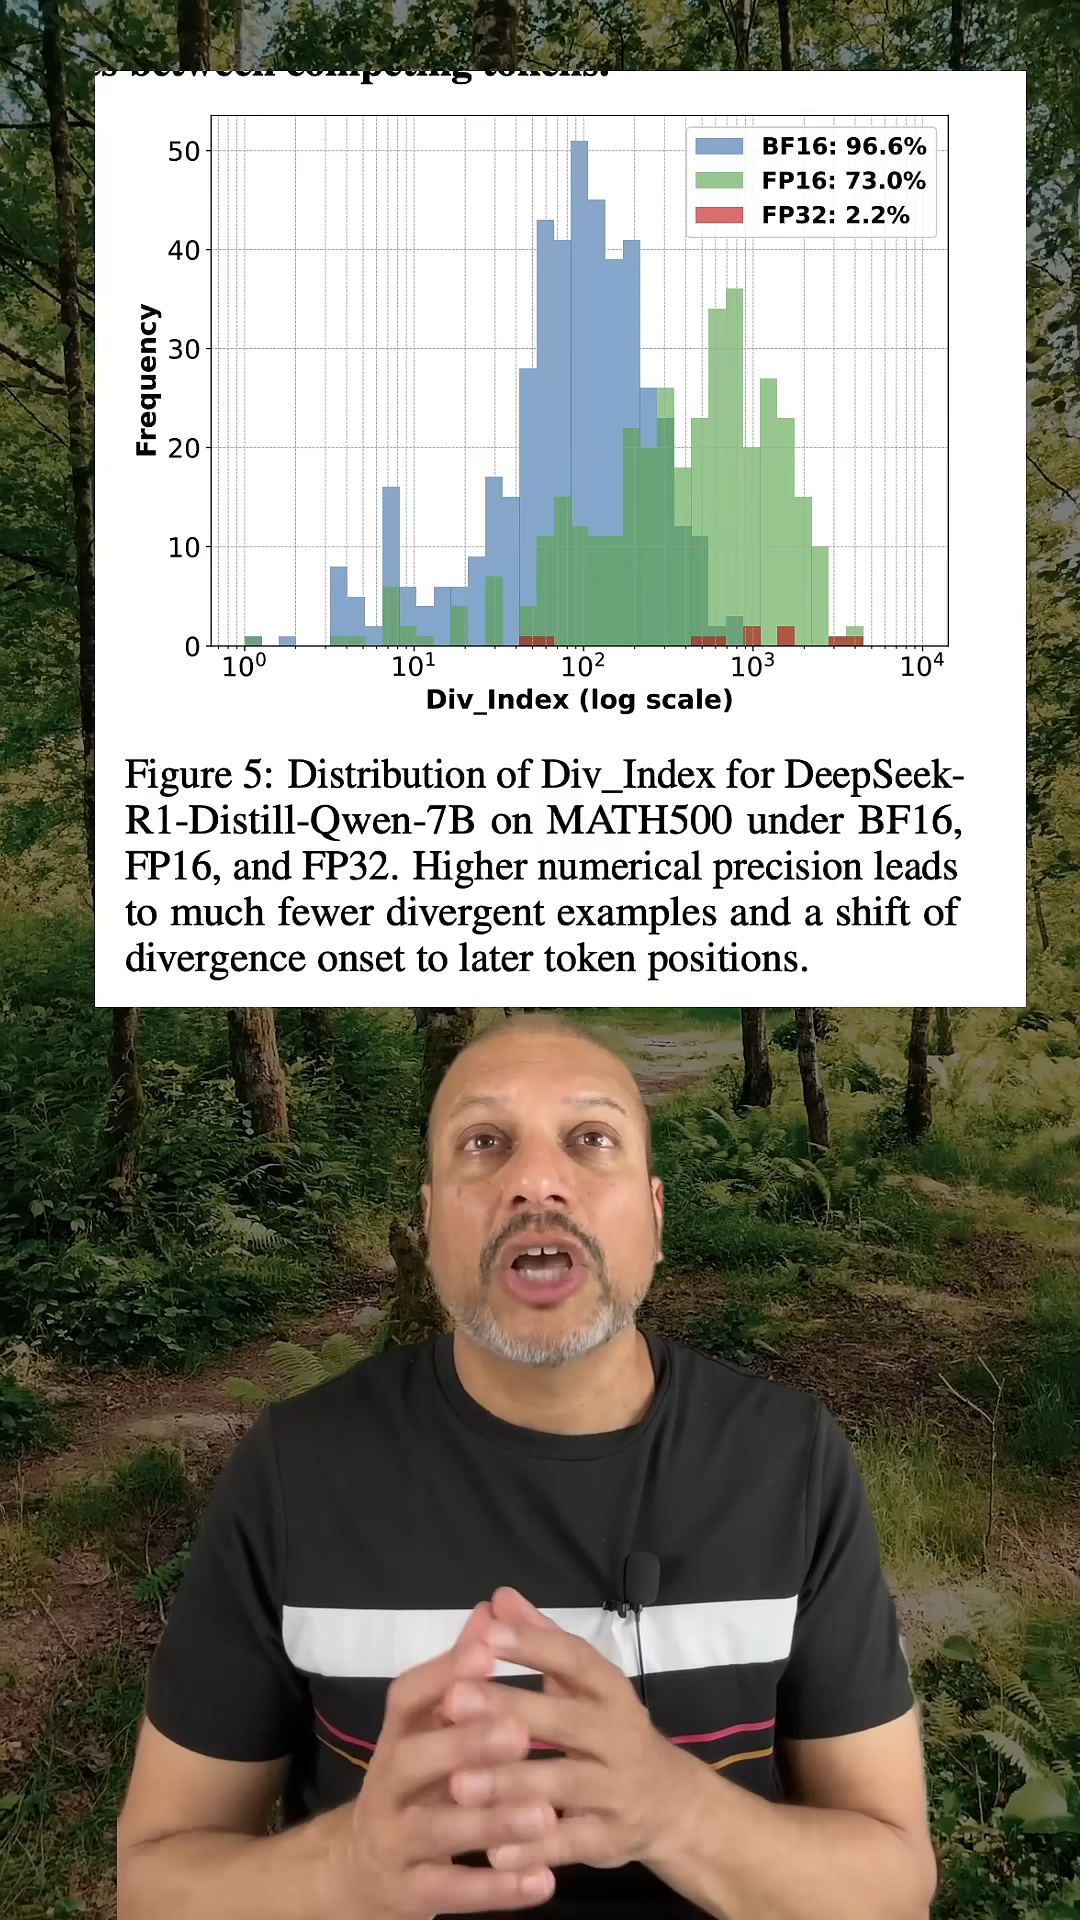 s between competing tokens.
50
40
30
20
10
0
Frequency
BF16: 96.6%
FP16: 73.0%
FP32: 2.2%
10⁰ 10¹ 10² 10³ 10⁴
Div_Index (log scale)
Figure 5: Distribution of Div_Index for DeepSeek-
R1-Distill-Qwen-7B on MATH500 under BF16,
FP16, and FP32. Higher numerical precision leads
to much fewer divergent examples and a shift of
divergence onset to later token positions.